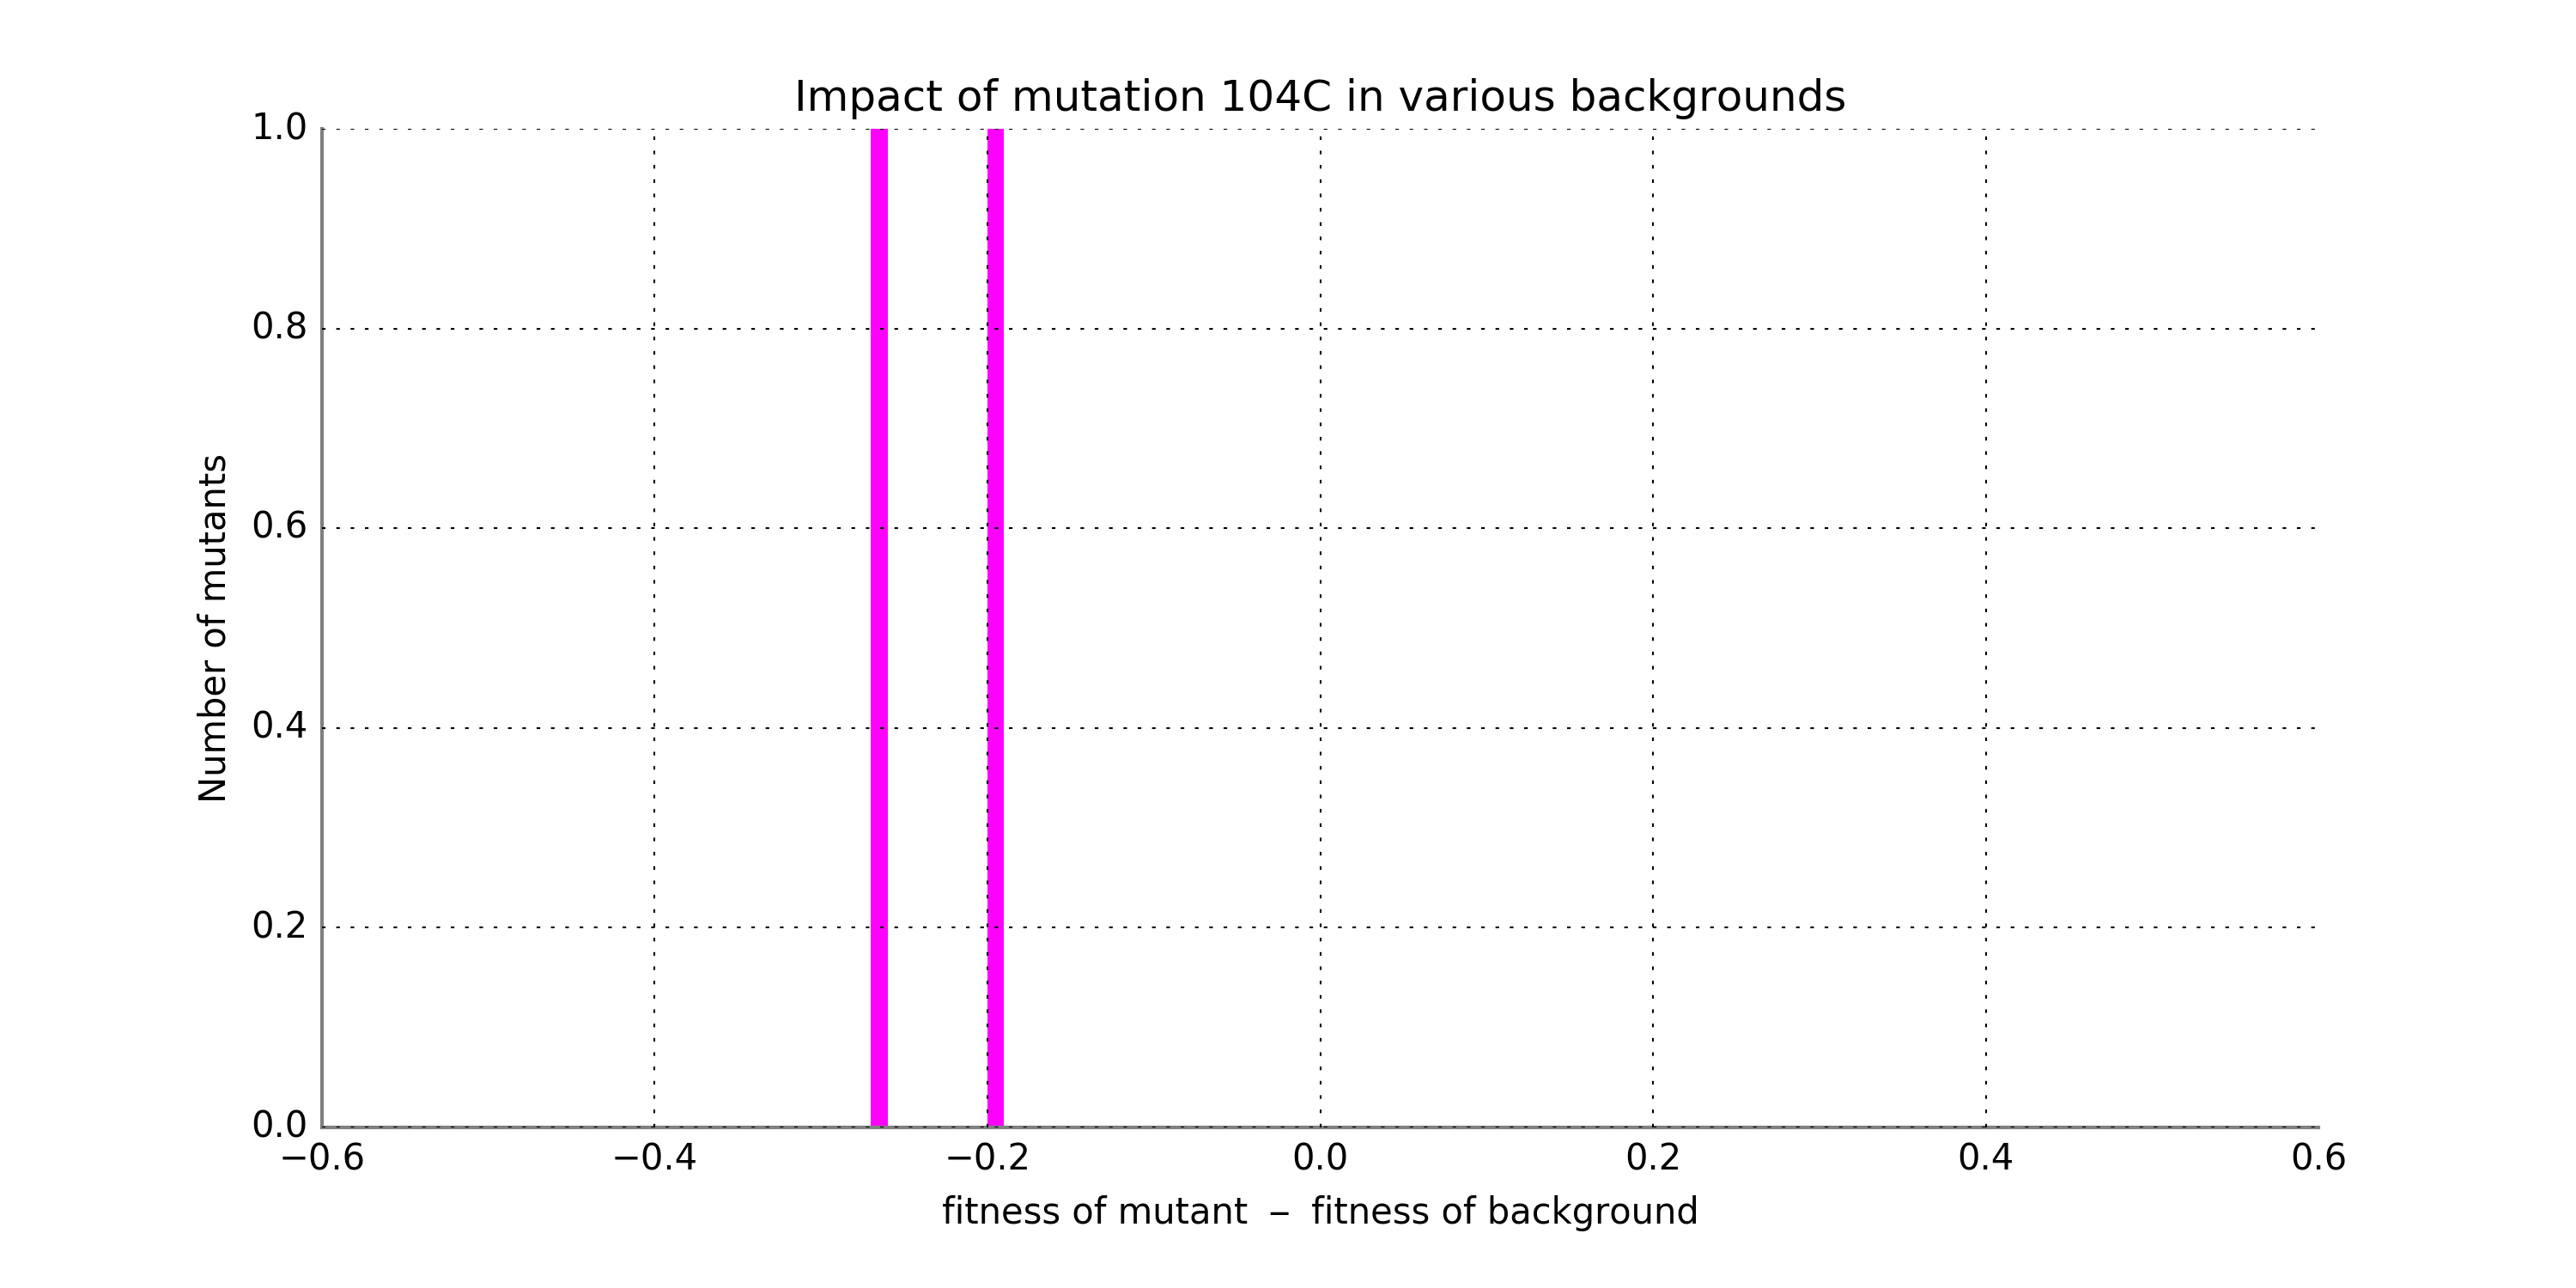 Impact of mutation 104C in various backgrounds
1.0
0.8
0.6
0.4
0.2
0.0
Number of mutants
−0.6 −0.4 −0.2 0.0 0.2 0.4 0.6
fitness of mutant – fitness of background